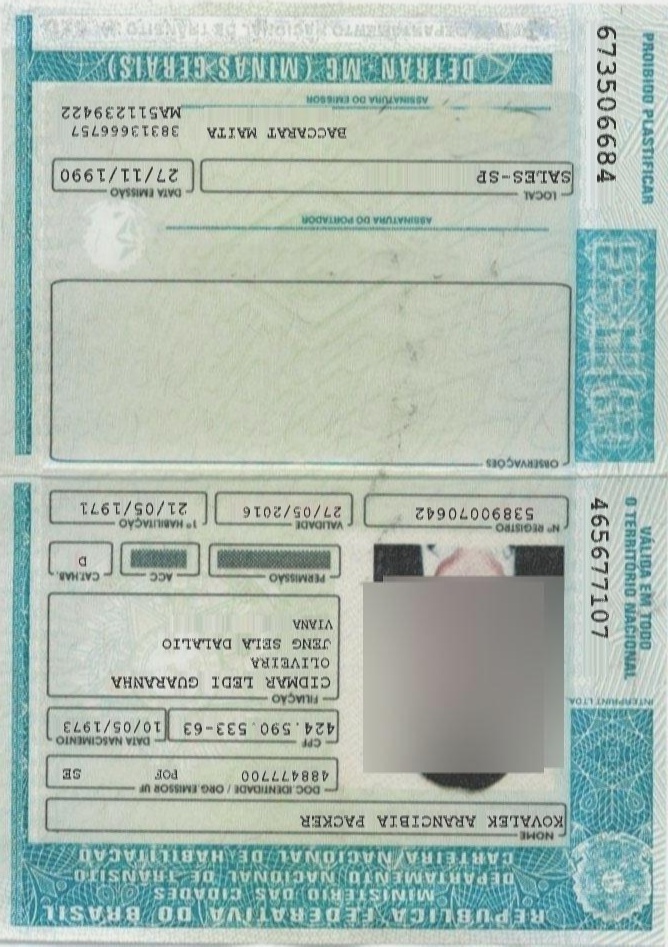 REPÚBLICA FEDERATIVA DO BRASIL
MINISTÉRIO DAS CIDADES
DEPARTAMENTO NACIONAL DE TRÂNSITO
CARTEIRA NACIONAL DE HABILITAÇÃO
NOME
KOVALEK ARANCIBIA PACKER
DOC. IDENTIDADE / ORG. EMISSOR UF
488477700 POF SE
CPF
424.590.533-63
DATA NASCIMENTO
10/05/1973
FILIAÇÃO
CIDMAR LEDI GUARANHA
OLIVEIRA
JENG SELA DALALIO
VIANA
PERMISSÃO
ACC
CAT.HAB.
D
Nº REGISTRO
53890070642
VALIDADE
27/05/2016
1ª HABILITAÇÃO
21/05/1971
VÁLIDA EM TODO
O TERRITÓRIO NACIONAL
465677107
INTERPRINT LTDA
OBSERVAÇÕES
ASSINATURA DO PORTADOR
LOCAL
SALES-SP
DATA EMISSÃO
27/11/1990
BACCARAT MAITA
38313666757
MA511239422
ASSINATURA DO EMISSOR
DETRAN-MG (MINAS GERAIS)
PROIBIDO PLASTIFICAR
673506684